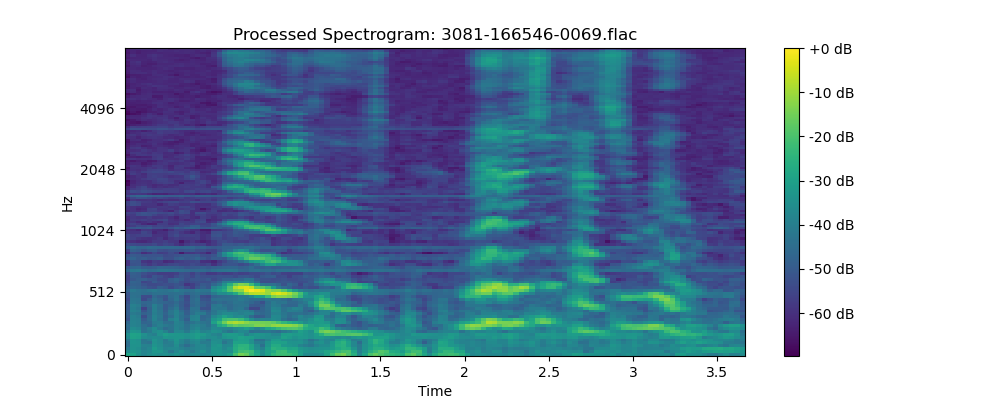 Processed Spectrogram: 3081-166546-0069.flac
Hz
4096
2048
1024
512
0
0
0.5
1
1.5
2
2.5
3
3.5
Time
+0 dB
-10 dB
-20 dB
-30 dB
-40 dB
-50 dB
-60 dB